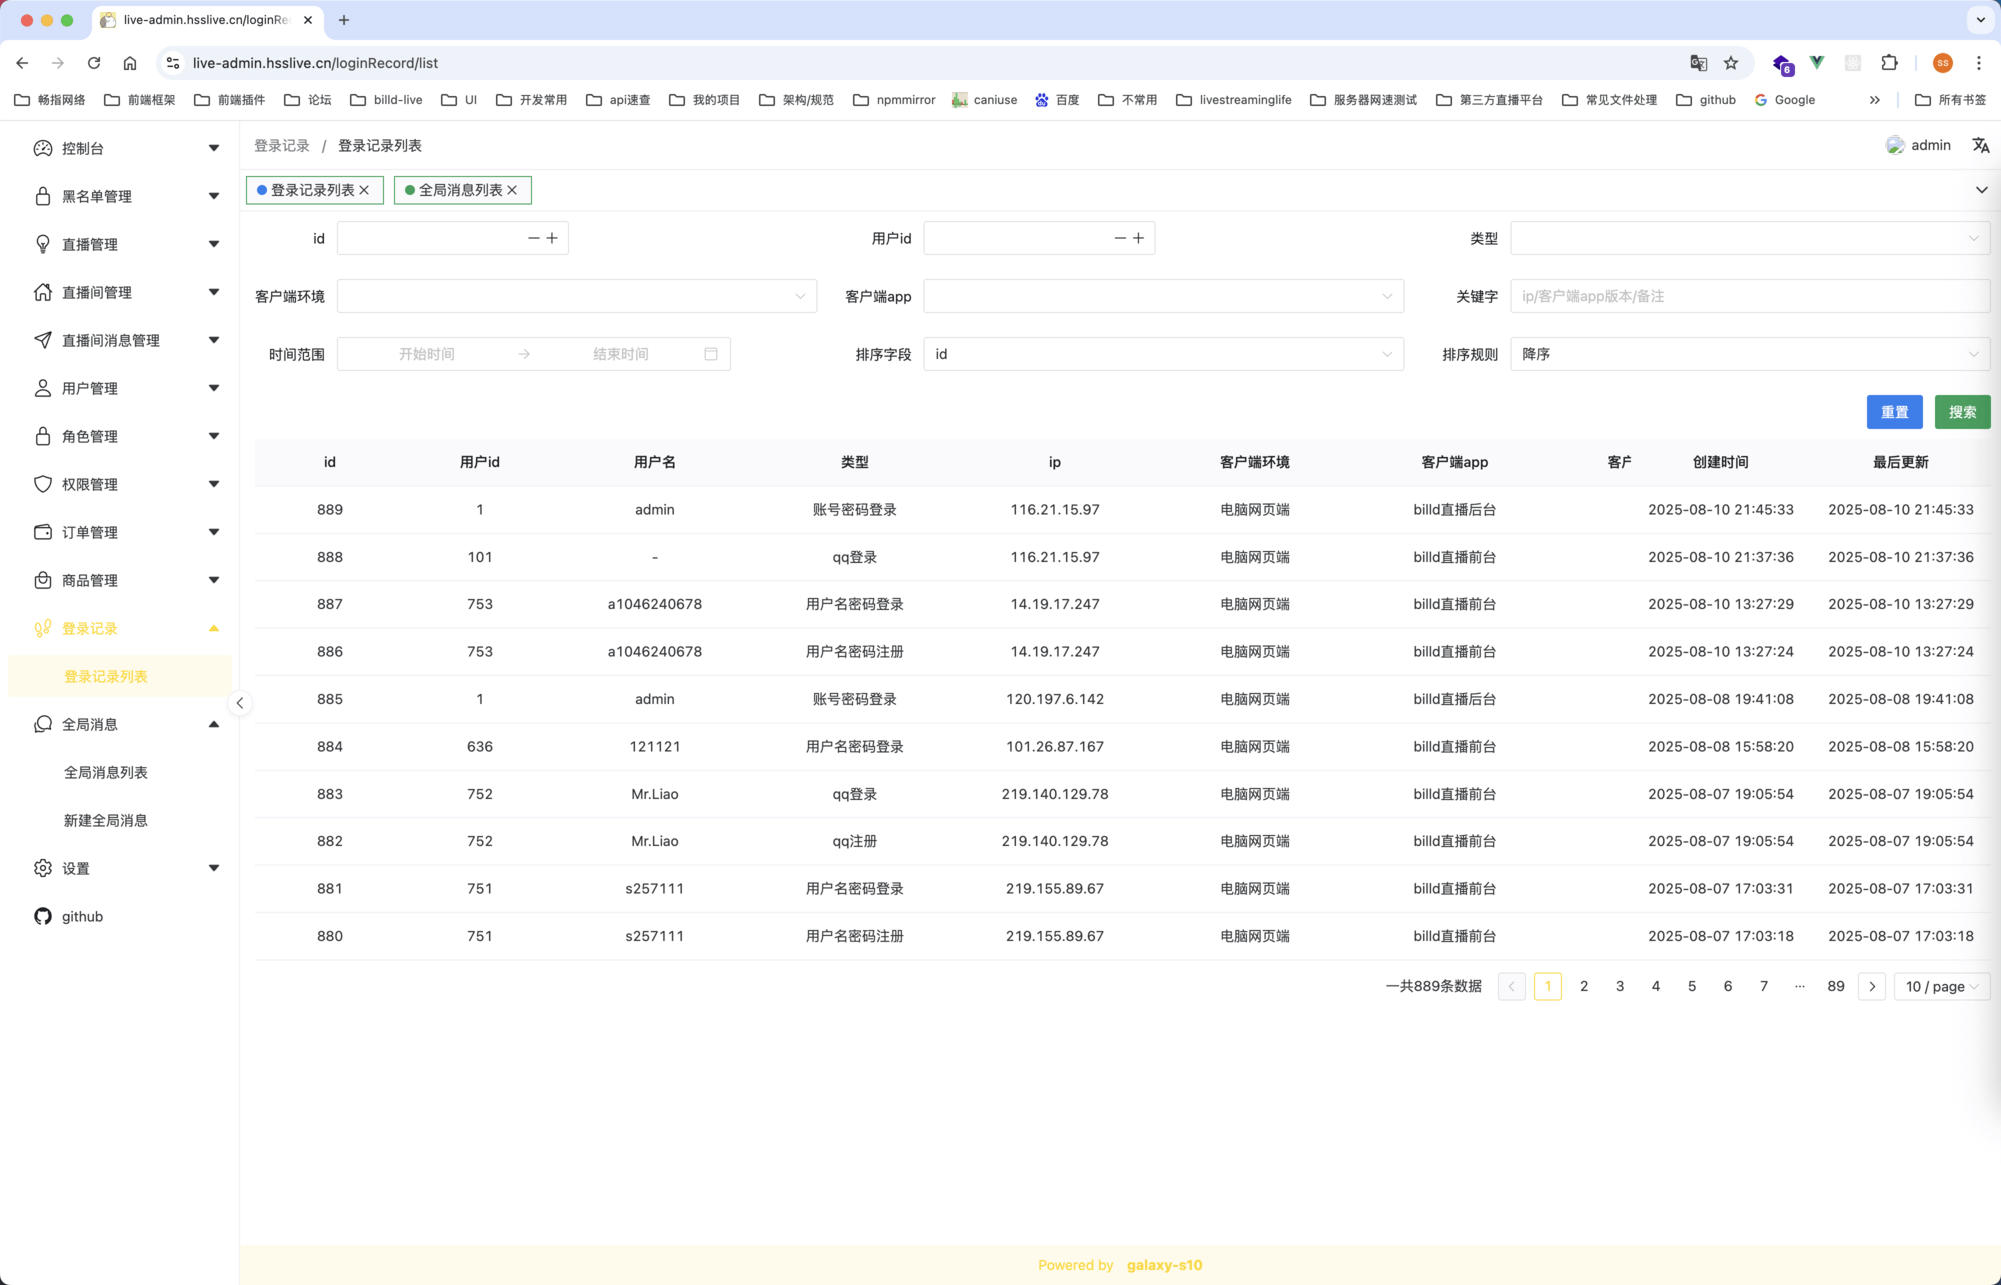 live-admin.hsslive.cn/loginRe
live-admin.hsslive.cn/loginRecord/list
6
ss
畅指网络
前端框架
前端插件
论坛
billd-live
UI
开发常用
api速查
我的项目
架构/规范
npmmirror
caniuse
百度
不常用
livestreaminglife
服务器网速测试
第三方直播平台
常见文件处理
github
Google
所有书签
控制台
黑名单管理
直播管理
直播间管理
直播间消息管理
用户管理
角色管理
权限管理
订单管理
商品管理
登录记录
登录记录列表
全局消息
全局消息列表
新建全局消息
设置
github
登录记录 / 登录记录列表
admin
登录记录列表
全局消息列表
id
用户id
类型
客户端环境
客户端app
关键字 ip/客户端app版本/备注
时间范围 开始时间 → 结束时间
排序字段 id
排序规则 降序
重置
搜索
id 用户id 用户名 类型 ip 客户端环境 客户端app 客户 创建时间 最后更新
889 1 admin 账号密码登录 116.21.15.97 电脑网页端 billd直播后台 2025-08-10 21:45:33 2025-08-10 21:45:33
888 101 - qq登录 116.21.15.97 电脑网页端 billd直播前台 2025-08-10 21:37:36 2025-08-10 21:37:36
887 753 a1046240678 用户名密码登录 14.19.17.247 电脑网页端 billd直播前台 2025-08-10 13:27:29 2025-08-10 13:27:29
886 753 a1046240678 用户名密码注册 14.19.17.247 电脑网页端 billd直播前台 2025-08-10 13:27:24 2025-08-10 13:27:24
885 1 admin 账号密码登录 120.197.6.142 电脑网页端 billd直播后台 2025-08-08 19:41:08 2025-08-08 19:41:08
884 636 121121 用户名密码登录 101.26.87.167 电脑网页端 billd直播前台 2025-08-08 15:58:20 2025-08-08 15:58:20
883 752 Mr.Liao qq登录 219.140.129.78 电脑网页端 billd直播前台 2025-08-07 19:05:54 2025-08-07 19:05:54
882 752 Mr.Liao qq注册 219.140.129.78 电脑网页端 billd直播前台 2025-08-07 19:05:54 2025-08-07 19:05:54
881 751 s257111 用户名密码登录 219.155.89.67 电脑网页端 billd直播前台 2025-08-07 17:03:31 2025-08-07 17:03:31
880 751 s257111 用户名密码注册 219.155.89.67 电脑网页端 billd直播前台 2025-08-07 17:03:18 2025-08-07 17:03:18
一共889条数据 1 2 3 4 5 6 7 ··· 89 10 / page
Powered by galaxy-s10